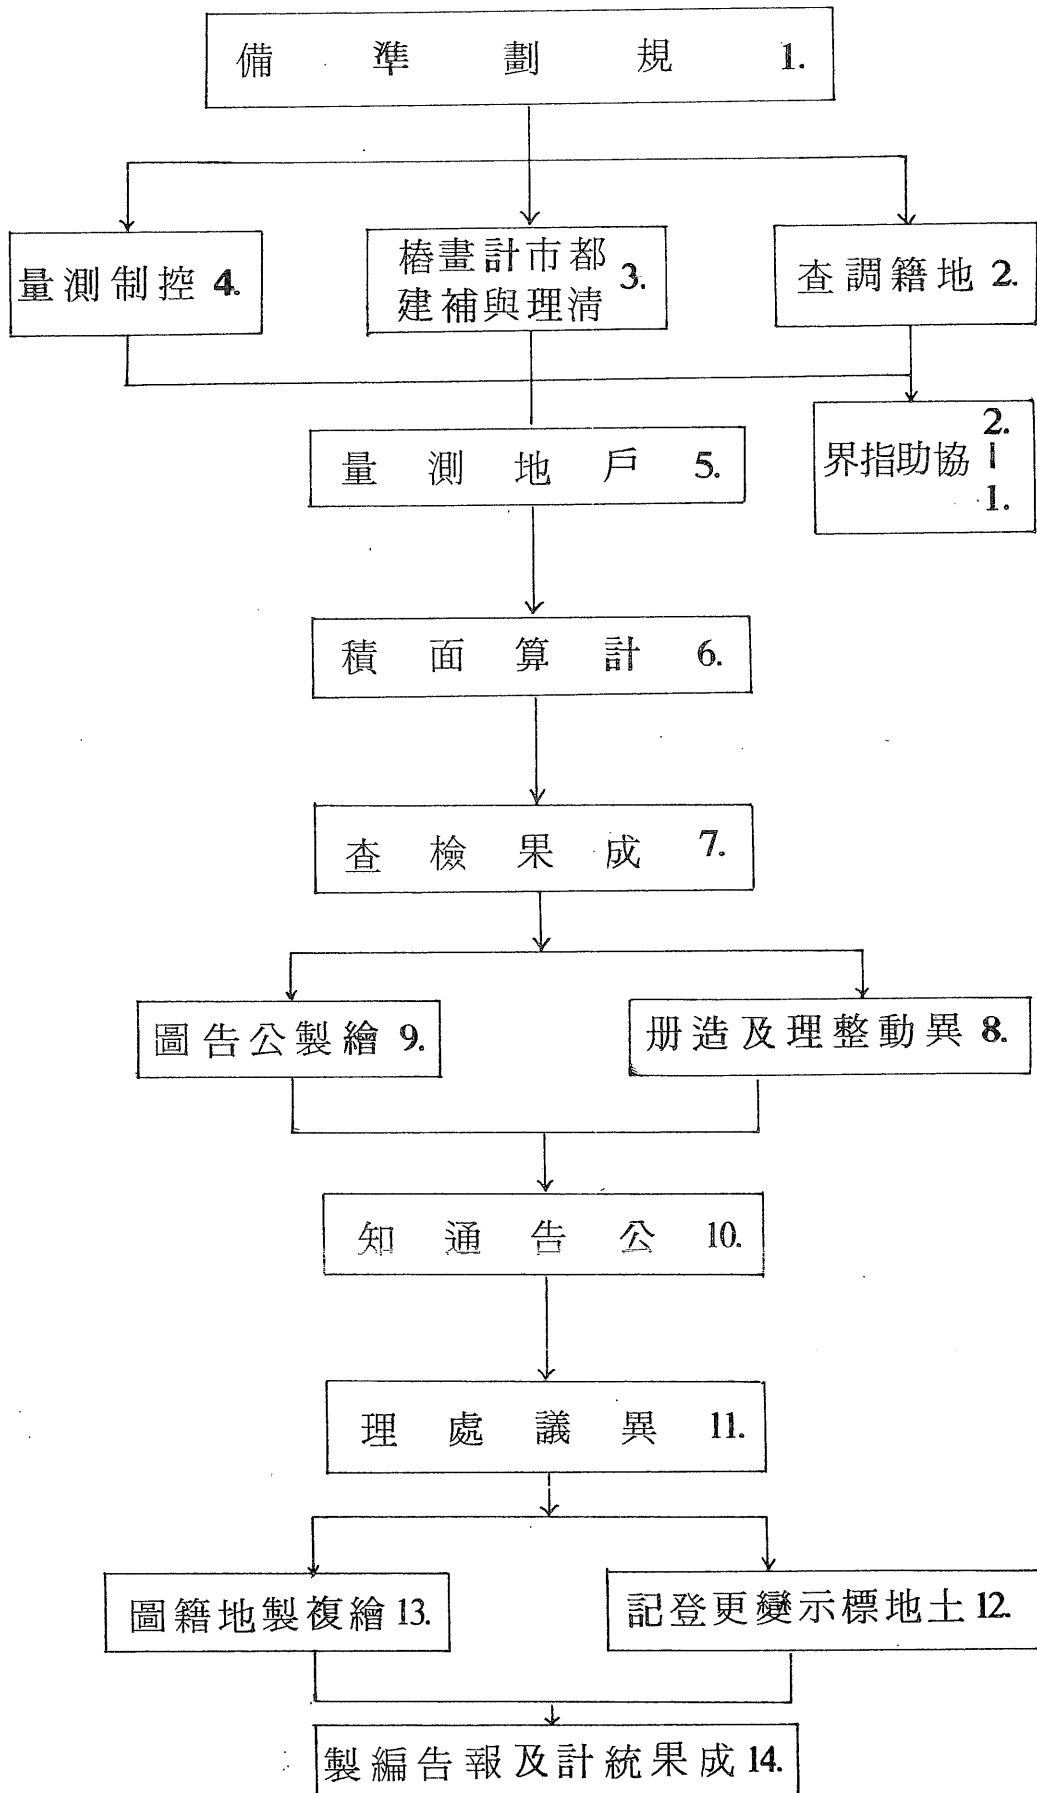 1. 規劃準備
2. 地籍調查
3. 都市計畫樁
清理與補建
4. 控制測量
2.-1. 協助指界
5. 戶地測量
6. 計算面積
7. 成果檢查
8. 異動整理及造册
9. 繪製公告圖
10. 公告通知
11. 異議處理
12. 土地標示變更登記
13. 繪複製地籍圖
14. 成果統計及報告編製